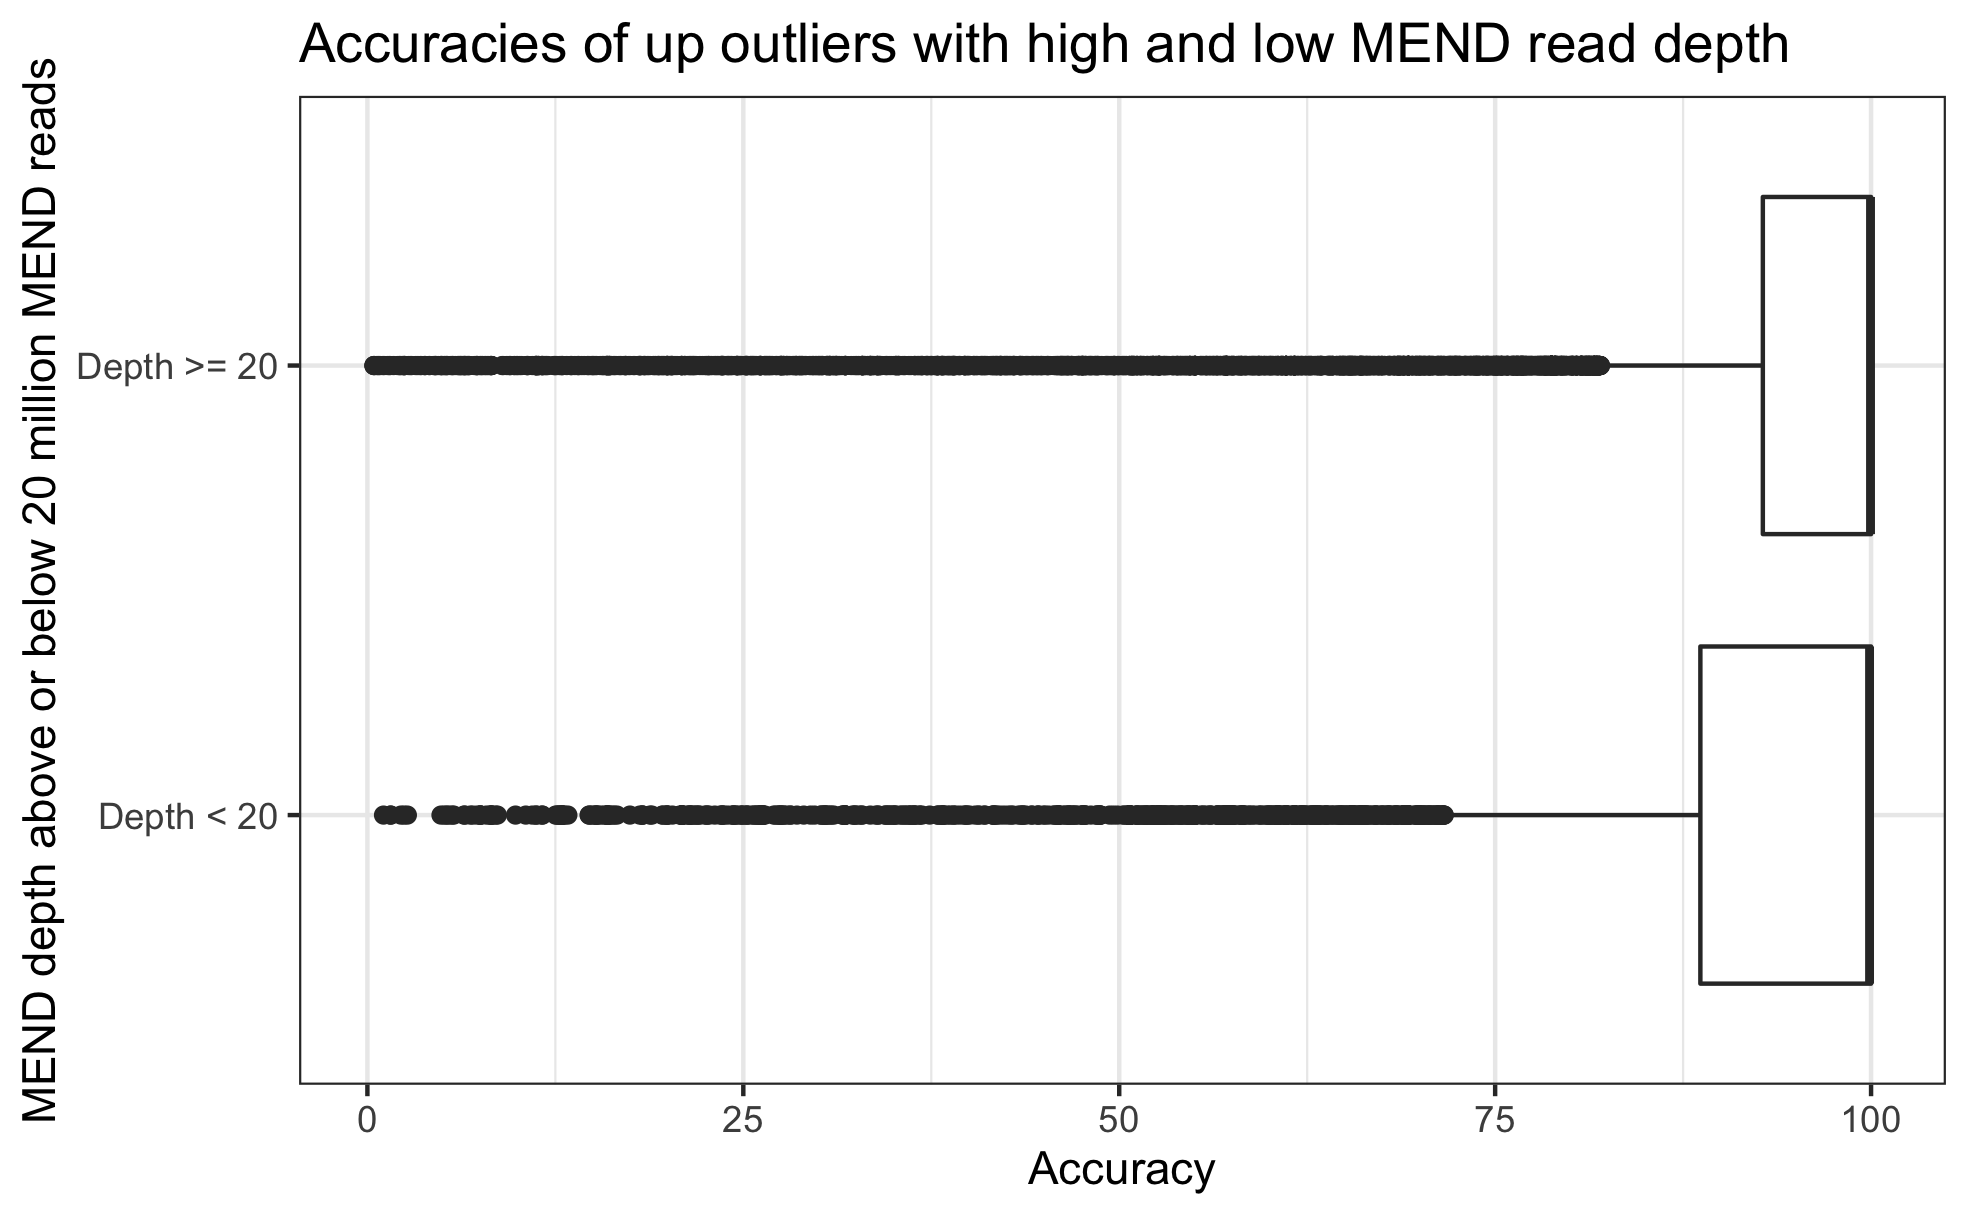 Accuracies of up outliers with high and low MEND read depth
MEND depth above or below 20 million MEND reads
Depth >= 20
Depth < 20
0
25
50
75
100
Accuracy